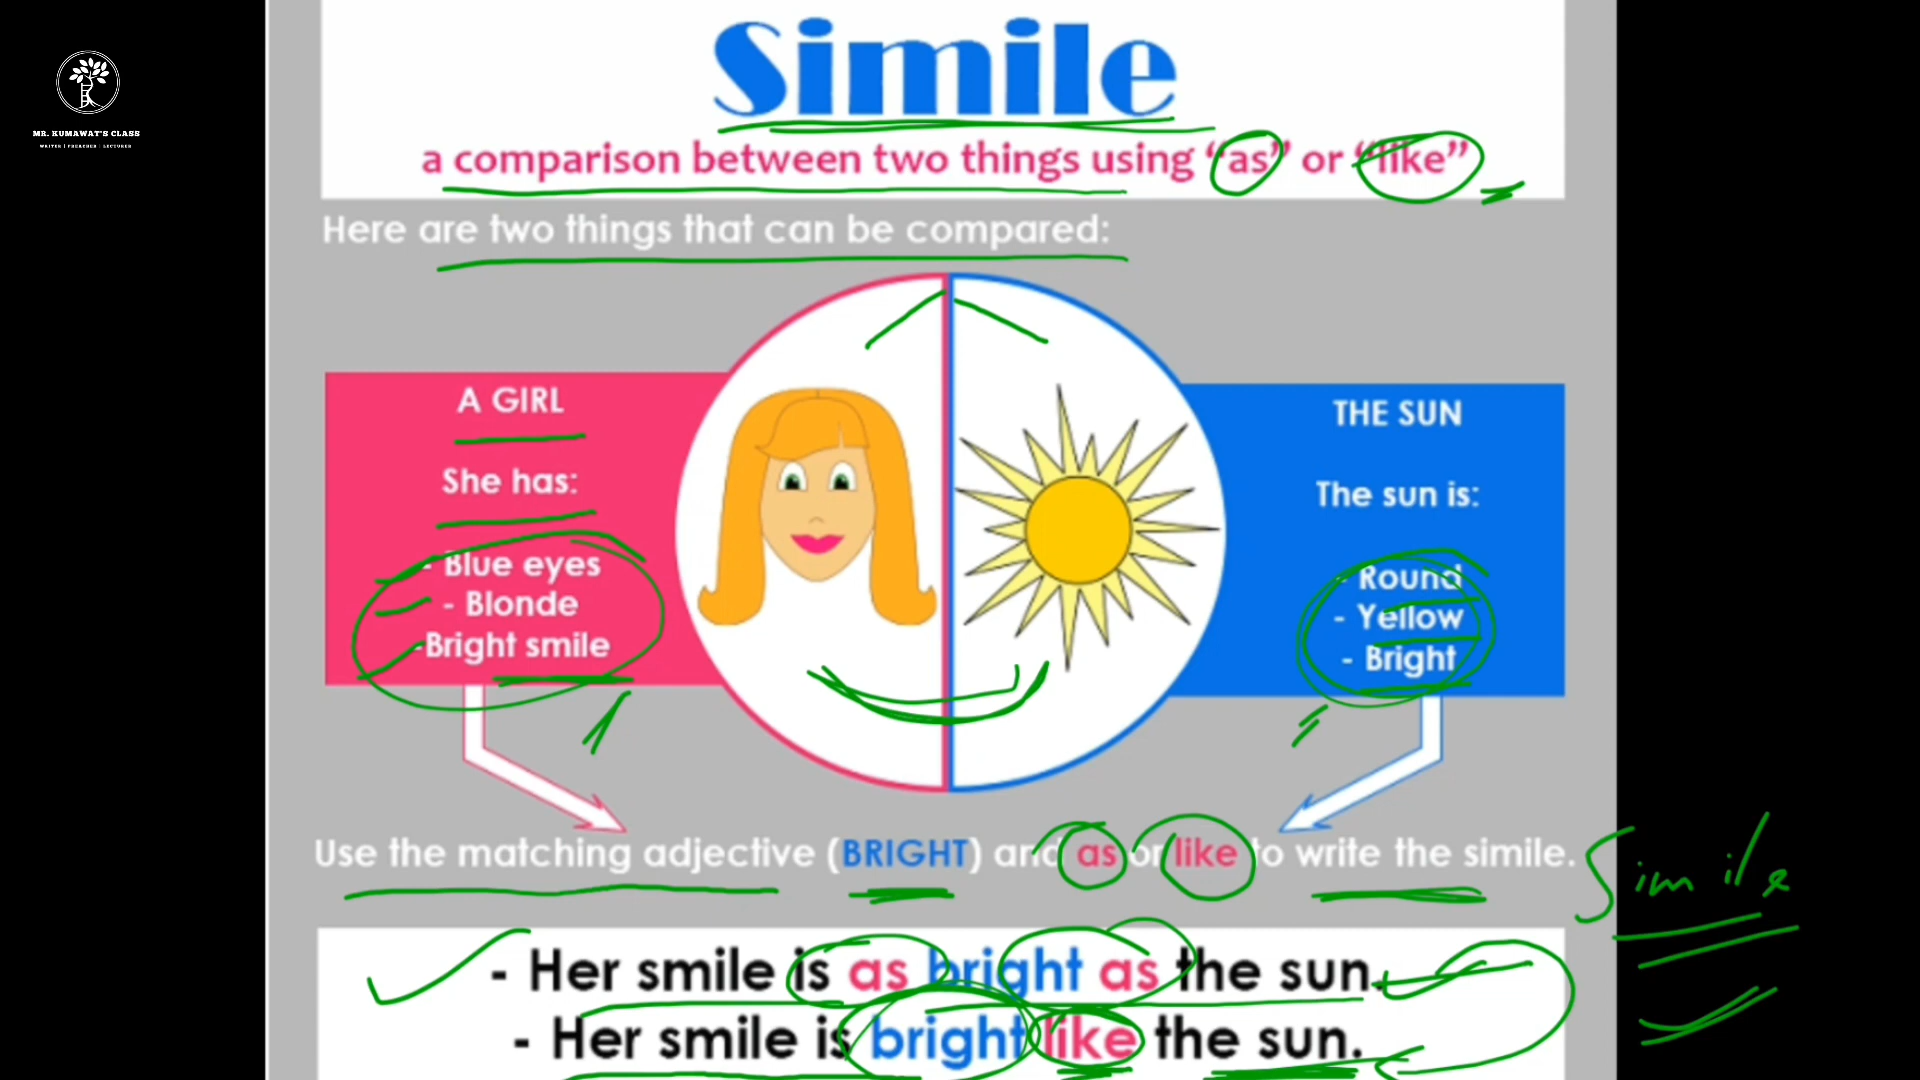 MR. KUMAWAT'S CLASS
WRITER | PREACHER | LECTURER
Simile
a comparison between two things using "as" or "like"
Here are two things that can be compared:
A GIRL
She has:
- Blue eyes
- Blonde
-Bright smile
THE SUN
The sun is:
- Round
- Yellow
- Bright
Use the matching adjective (BRIGHT) and as or like to write the simile.
Simile
- Her smile is as bright as the sun.
- Her smile is bright like the sun.